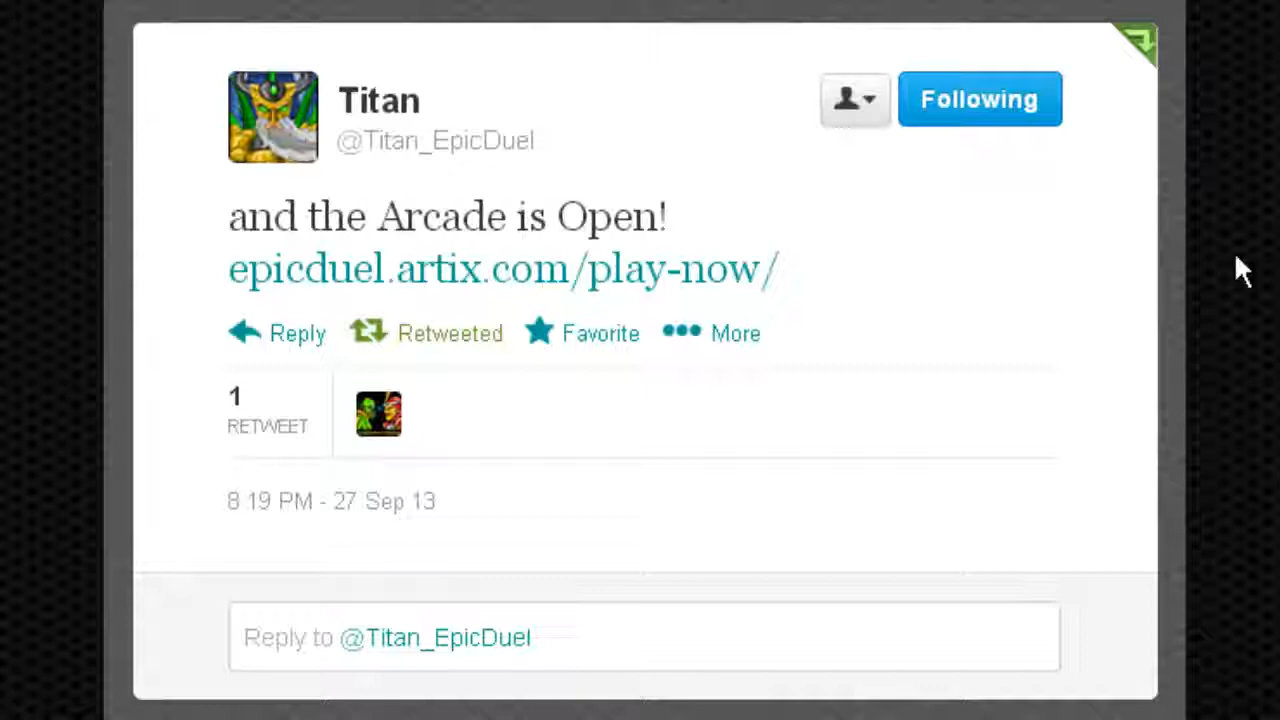 Titan
@Titan_EpicDuel
Following
and the Arcade is Open!
epicduel.artix.com/play-now/
Reply Retweeted Favorite More
1
RETWEET
8 19 PM - 27 Sep 13
Reply to @Titan_EpicDuel